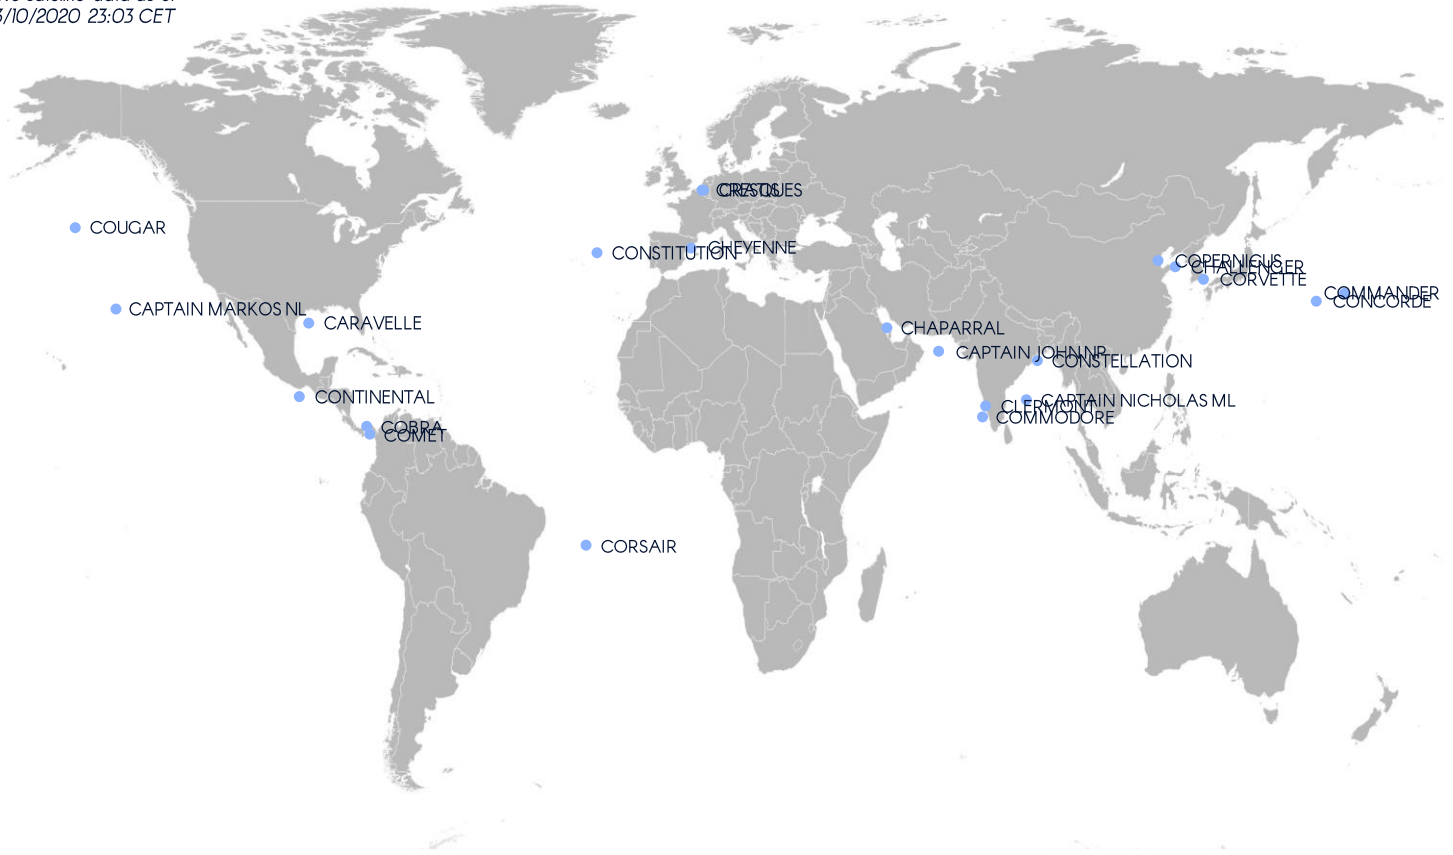 3/10/2020 23:03 CET
CRESQUES
COUGAR
CHEYENNE
CONSTITUTION
COPERNICUS
CHALLENGER
CORVETTE
COMMANDER
CONCORDE
CAPTAIN MARKOS NL
CARAVELLE
CHAPARRAL
CAPTAIN JOHN NP
CONSTELLATION
CONTINENTAL
CAPTAIN NICHOLAS ML
CLERMONT
COMMODORE
COBRA
COMET
CORSAIR